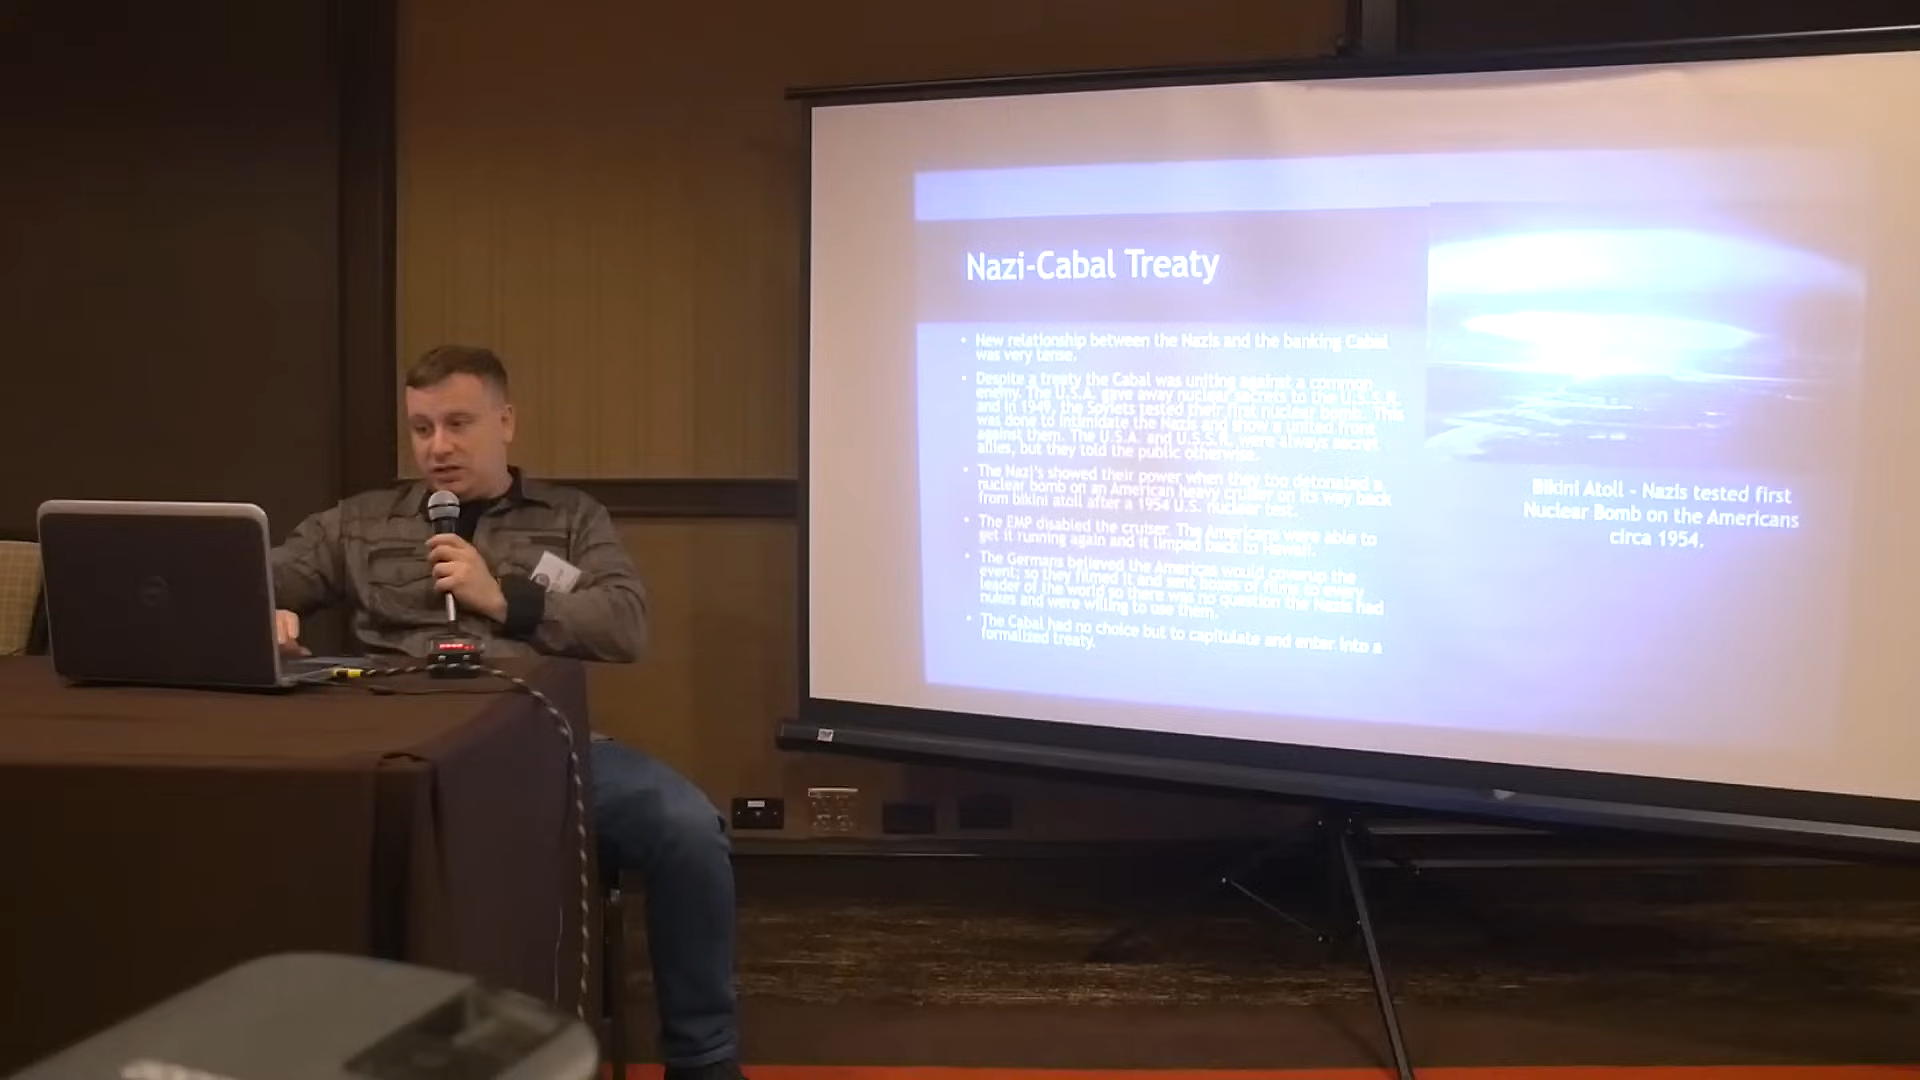 Nazi-Cabal Treaty
• New relationship between the Nazis and the banking Cabal
was very tense.
• Despite a treaty the Cabal was uniting against a common
enemy. The U.S.A. gave away nuclear secrets to the U.S.S.R.
and in 1949, the Soviets tested their first nuclear bomb. This
was done to intimidate the Nazis and show a united front
against them. The U.S.A. and U.S.S.R. were always secret
allies, but they told the public otherwise.
• The Nazi's showed their power when they too detonated a
nuclear bomb on an American heavy cruiser on its way back
from bikini atoll after a 1954 U.S. nuclear test.
• The EMP disabled the cruiser. The Americans were able to
get it running again and it limped back to Hawaii.
• The Germans believed the Americas would coverup the
event; so they filmed it and sent boxes of films to every
leader of the world so there was no question the Nazis had
nukes and were willing to use them.
• The Cabal had no choice but to capitulate and enter into a
formalized treaty.
Bikini Atoll - Nazis tested first
Nuclear Bomb on the Americans
circa 1954.